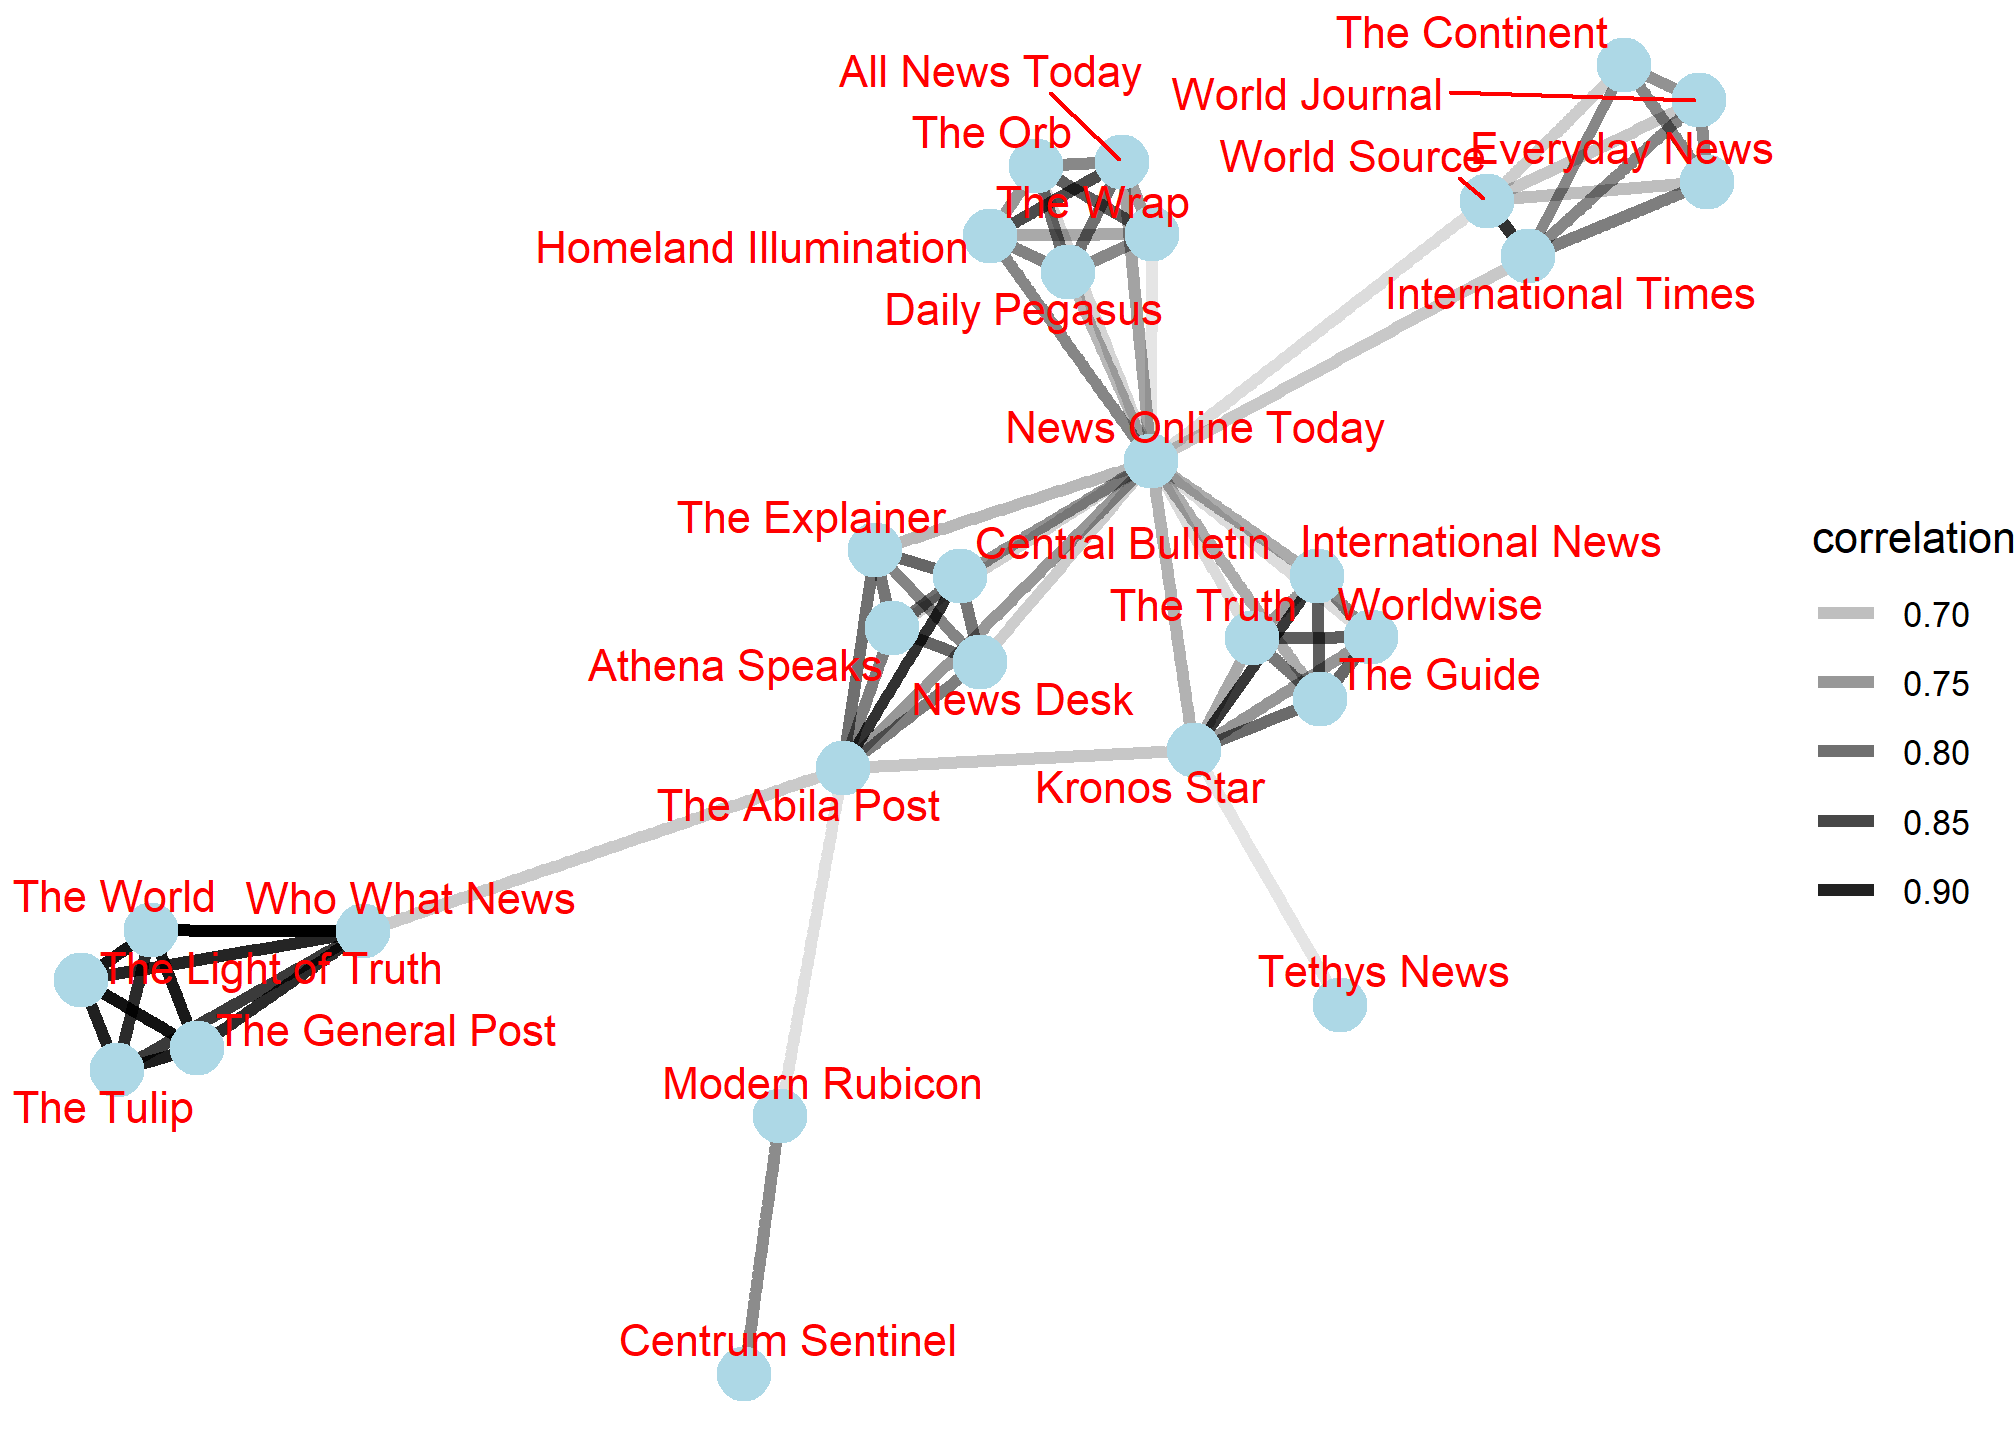 The Continent
All News Today
World Journal
The Orb
Everyday News
World Source
The Wrap
Homeland Illumination
International Times
Daily Pegasus
News Online Today
The Explainer
Central Bulletin
International News
correlation
The Truth
Worldwise
0.70
Athena Speaks
The Guide
0.75
News Desk
0.80
Kronos Star
The Abila Post
0.85
0.90
The World
Who What News
The Light of Truth
Tethys News
The General Post
Modern Rubicon
The Tulip
Centrum Sentinel